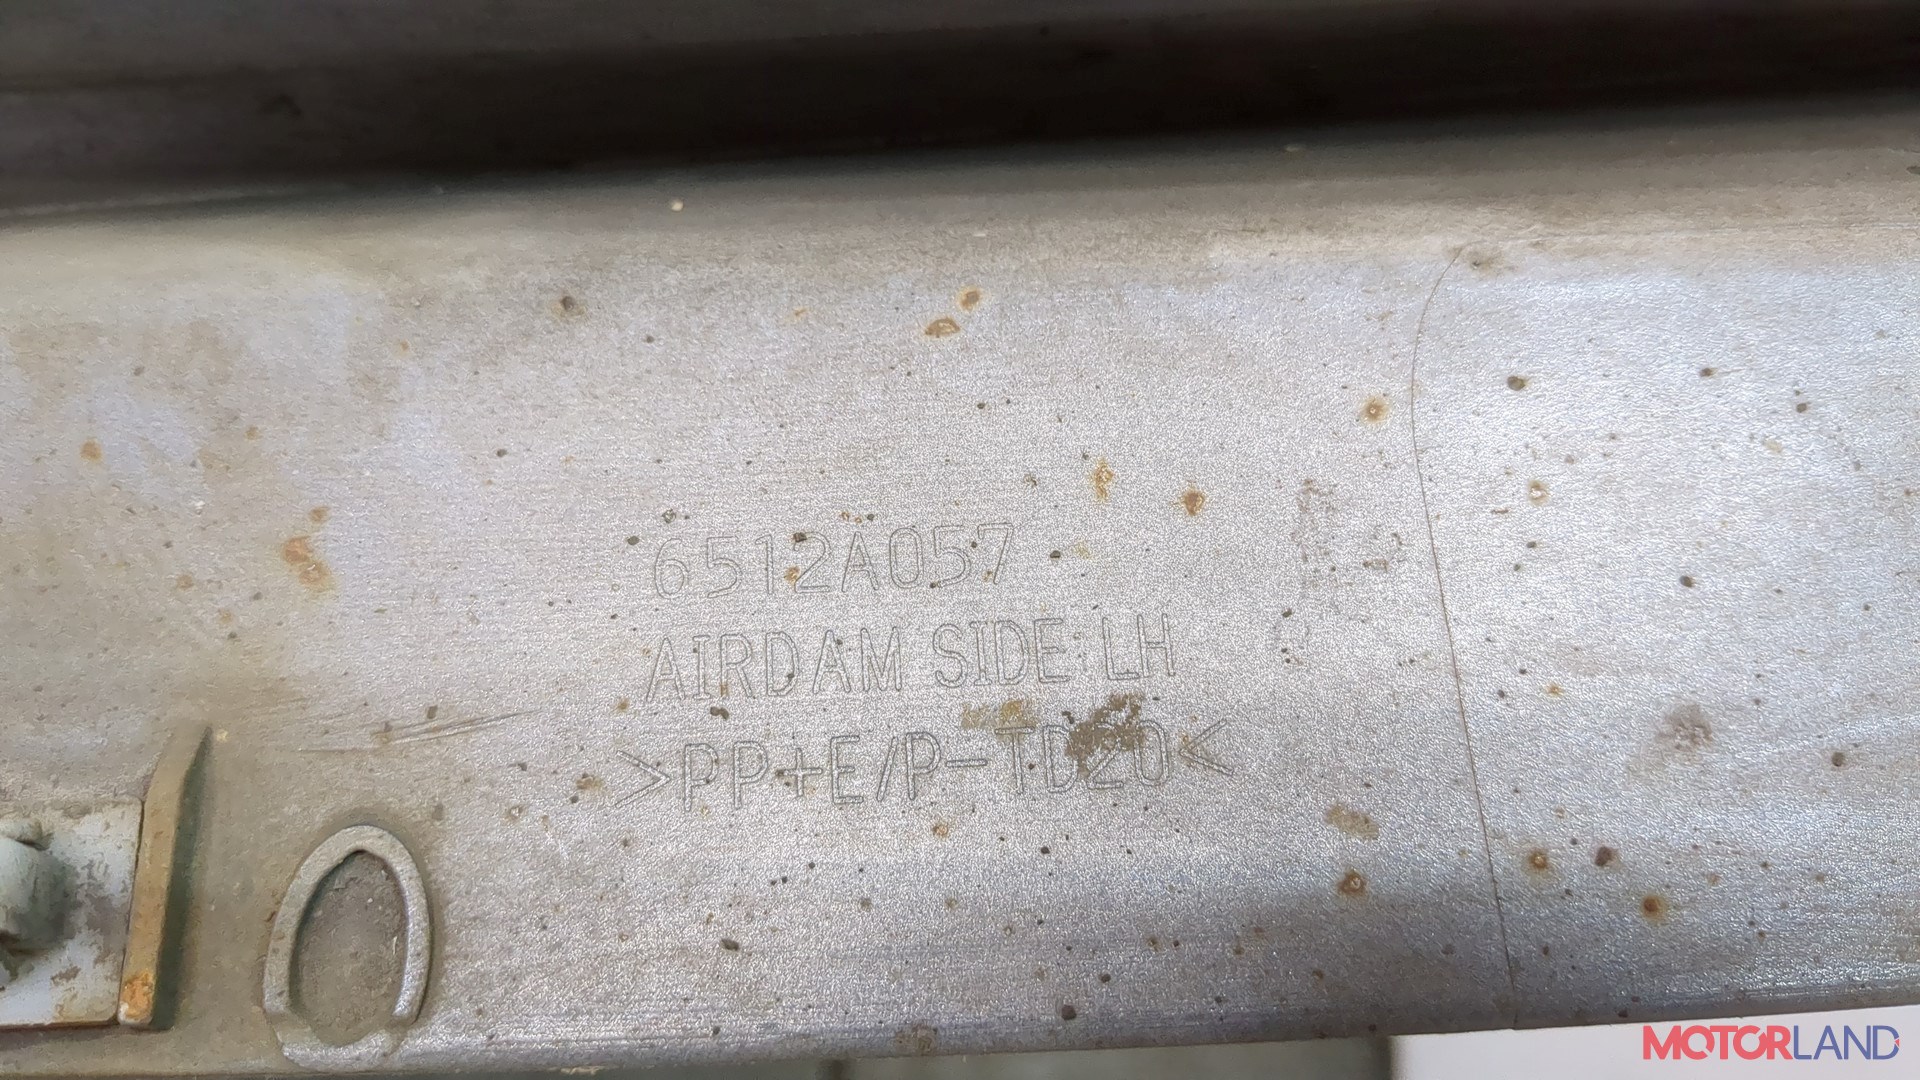 6512A057
AIRDAM SIDE LH
>PP+E/P-TD20<
MOTORLAND